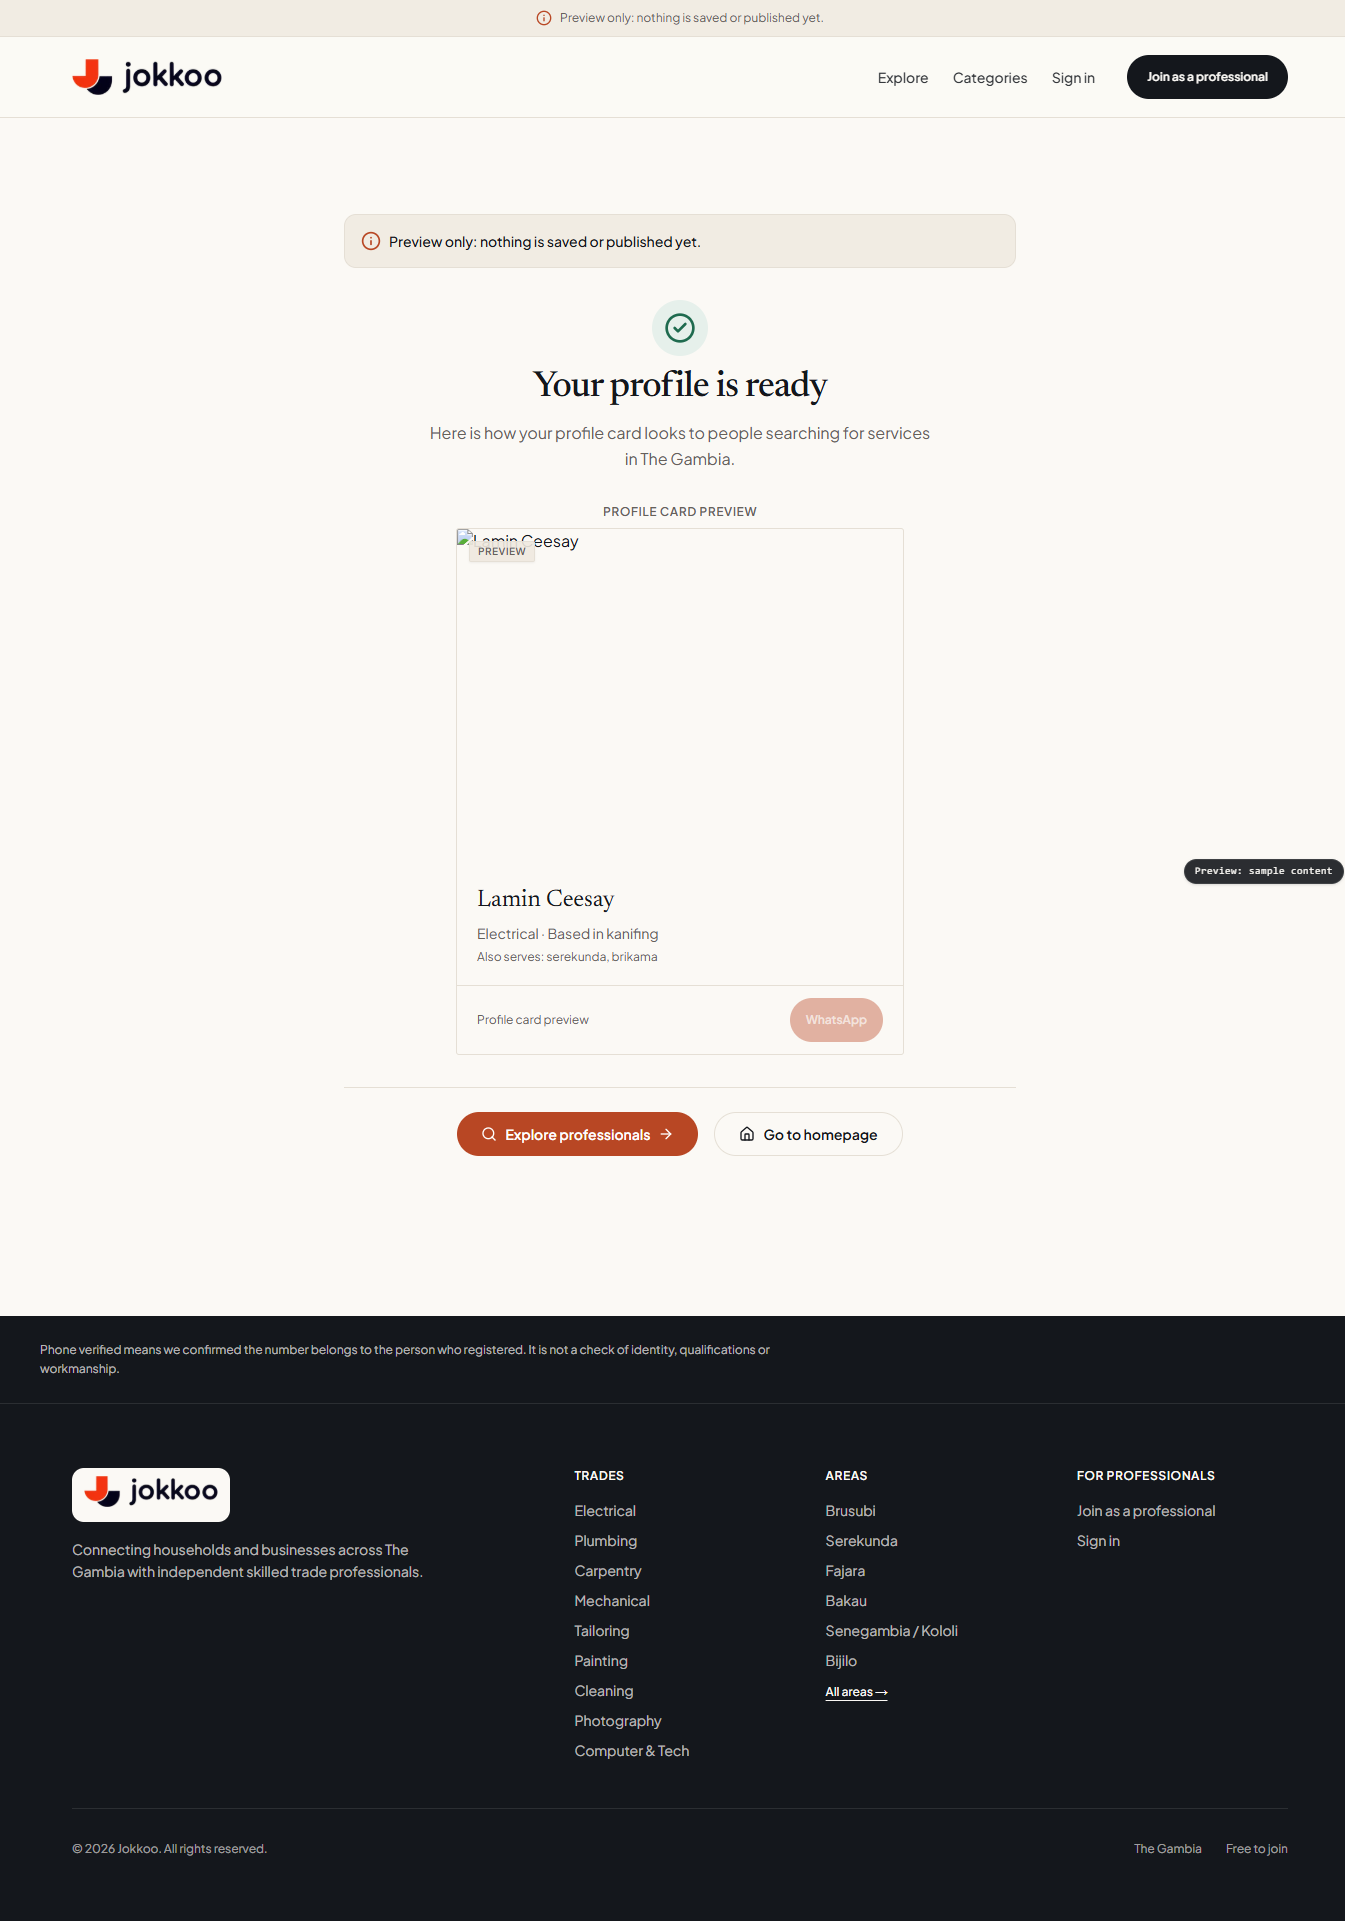 Preview only: nothing is saved or published yet.
jokkoo
Explore
Categories
Sign in
Join as a professional
Preview only: nothing is saved or published yet.
Your profile is ready
Here is how your profile card looks to people searching for services
in The Gambia.
PROFILE CARD PREVIEW
Lamin Ceesay
PREVIEW
Preview: sample content
Lamin Ceesay
Electrical · Based in kanifing
Also serves: serekunda, brikama
Profile card preview
WhatsApp
Explore professionals →
Go to homepage
Phone verified means we confirmed the number belongs to the person who registered. It is not a check of identity, qualifications or
workmanship.
jokkoo
Connecting households and businesses across The
Gambia with independent skilled trade professionals.
TRADES
Electrical
Plumbing
Carpentry
Mechanical
Tailoring
Painting
Cleaning
Photography
Computer & Tech
AREAS
Brusubi
Serekunda
Fajara
Bakau
Senegambia / Kololi
Bijilo
All areas →
FOR PROFESSIONALS
Join as a professional
Sign in
© 2026 Jokkoo. All rights reserved.
The Gambia
Free to join